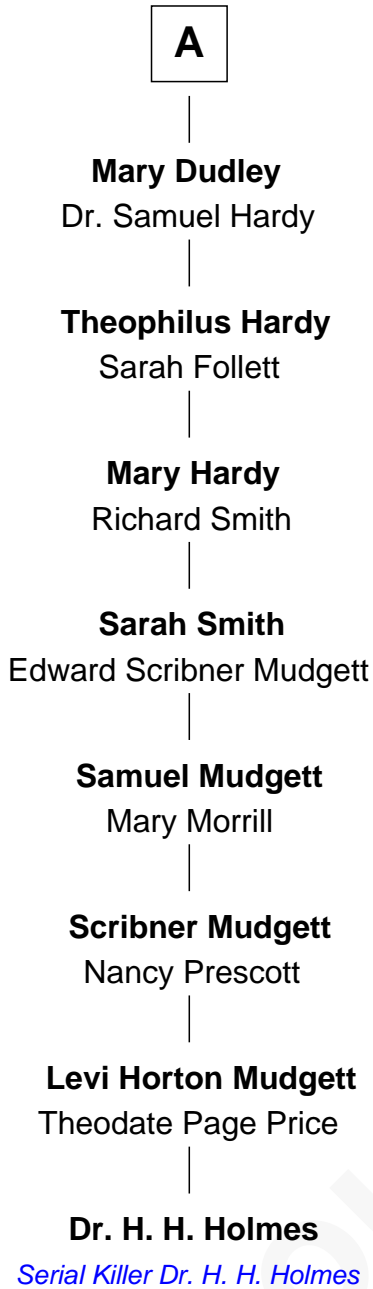 A
Mary Dudley
Dr. Samuel Hardy
Theophilus Hardy
Sarah Follett
Mary Hardy
Richard Smith
Sarah Smith
Edward Scribner Mudgett
Samuel Mudgett
Mary Morrill
Scribner Mudgett
Nancy Prescott
Levi Horton Mudgett
Theodate Page Price
Dr. H. H. Holmes
Serial Killer Dr. H. H. Holmes